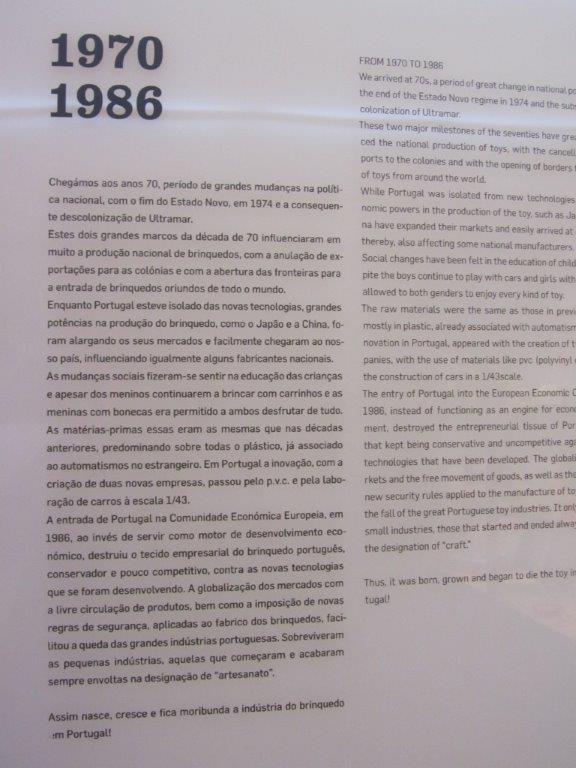 1970
1986
Chegámos aos anos 70, período de grandes mudanças na políti-
ca nacional, com o fim do Estado Novo, em 1974 e a consequen-
te descolonização de Ultramar.
Estes dois grandes marcos da década de 70 influenciaram em
muito a produção nacional de brinquedos, com a anulação de ex-
portações para as colónias e com a abertura das fronteiras para
a entrada de brinquedos oriundos de todo o mundo.
Enquanto Portugal esteve isolado das novas tecnologias, grandes
potências na produção do brinquedo, como o Japão e a China, fo-
ram alargando os seus mercados e facilmente chegaram ao nos-
so país, influenciando igualmente alguns fabricantes nacionais.
As mudanças sociais fizeram-se sentir na educação das crianças
e apesar dos meninos continuarem a brincar com carrinhos e as
meninas com bonecas era permitido a ambos desfrutar de tudo.
As matérias-primas essas eram as mesmas que nas décadas
anteriores, predominando sobre todas o plástico, já associado
ao automatismos no estrangeiro. Em Portugal a inovação, com a
criação de duas novas empresas, passou pelo p.v.c. e pela labo-
ração de carros à escala 1/43.
A entrada de Portugal na Comunidade Económica Europeia, em
1986, ao invés de servir como motor de desenvolvimento eco-
nómico, destruiu o tecido empresarial do brinquedo português,
conservador e pouco competitivo, contra as novas tecnologias
que se foram desenvolvendo. A globalização dos mercados com
a livre circulação de produtos, bem como a imposição de novas
regras de segurança, aplicadas ao fabrico dos brinquedos, faci-
litou a queda das grandes indústrias portuguesas. Sobreviveram
as pequenas indústrias, aquelas que começaram e acabaram
sempre envoltas na designação de "artesanato".
Assim nasce, cresce e fica moribunda a indústria do brinquedo
em Portugal!
FROM 1970 TO 1986
We arrived at 70s, a period of great change in national po
the end of the Estado Novo regime in 1974 and the sub
colonization of Ultramar.
These two major milestones of the seventies have grea
ced the national production of toys, with the cancell
ports to the colonies and with the opening of borders
of toys from around the world.
While Portugal was isolated from new technologies
nomic powers in the production of the toy, such as Ja
na have expanded their markets and easily arrived at
thereby, also affecting some national manufacturers.
Social changes have been felt in the education of child
pite the boys continue to play with cars and girls with
allowed to both genders to enjoy every kind of toy.
The raw materials were the same as those in previ
mostly in plastic, already associated with automatism
novation in Portugal, appeared with the creation of t
panies, with the use of materials like pvc (polyvinyl
the construction of cars in a 1/43scale.
The entry of Portugal into the European Economic C
1986, instead of functioning as an engine for econo
ment, destroyed the entrepreneurial tissue of Por
that kept being conservative and uncompetitive aga
technologies that have been developed. The globali
rkets and the free movement of goods, as well as the
new security rules applied to the manufacture of to
the fall of the great Portuguese toy industries. It onl
small industries, those that started and ended alway
the designation of "craft."
Thus, it was born, grown and began to die the toy in
tugal!